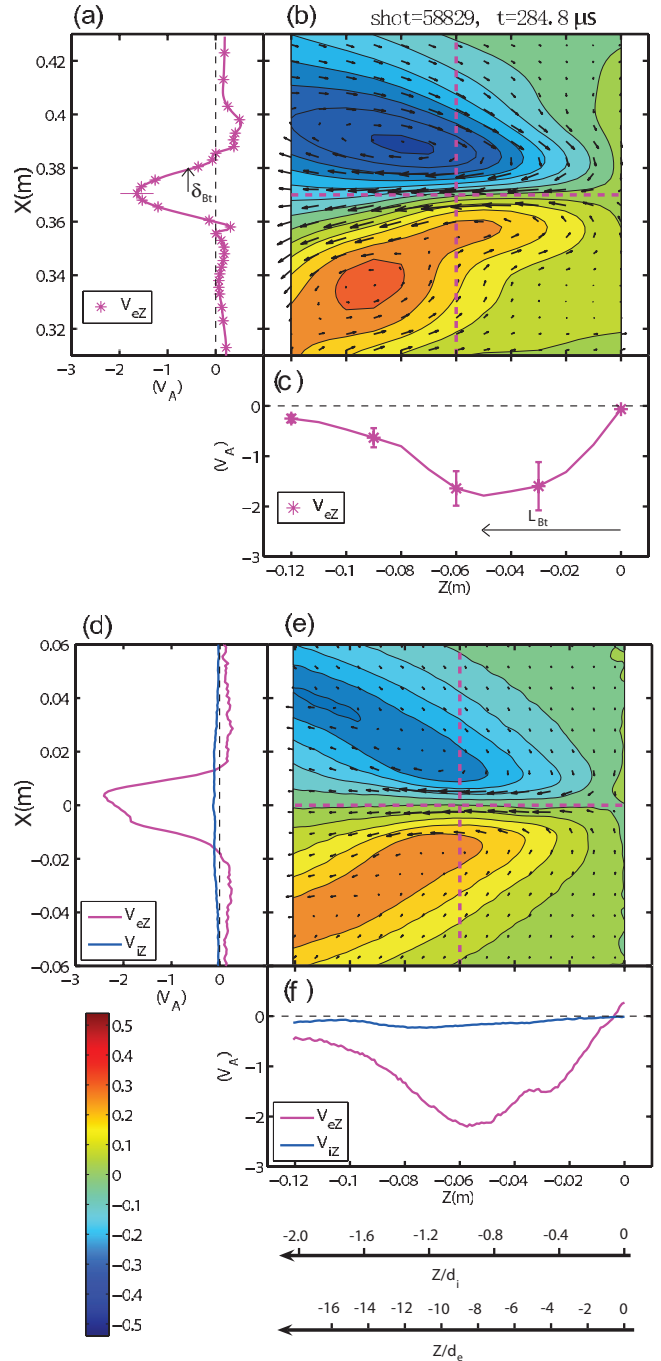 (a)
(b)
shot=58829, t=284.8 μs
0.43
0.4
0.38
0.36
0.34
0.32
X(m)
δBt
VeZ
−3 −2 −1 0
(VA)
(c)
0
−1
−2
−3
(VA)
VeZ
LBt
−0.12 −0.1 −0.08 −0.06 −0.04 −0.02 0
Z(m)
(d)
(e)
0.06
0.04
0.02
0
−0.02
−0.04
−0.06
X(m)
VeZ
ViZ
−3 −2 −1 0
(VA)
(f)
0
−1
−2
−3
(VA)
VeZ
ViZ
−0.12 −0.1 −0.08 −0.06 −0.04 −0.02 0
Z(m)
0.5
0.4
0.3
0.2
0.1
0
−0.1
−0.2
−0.3
−0.4
−0.5
-2.0 -1.6 -1.2 -0.8 -0.4 0
Z/di
-16 -14 -12 -10 -8 -6 -4 -2 0
Z/de